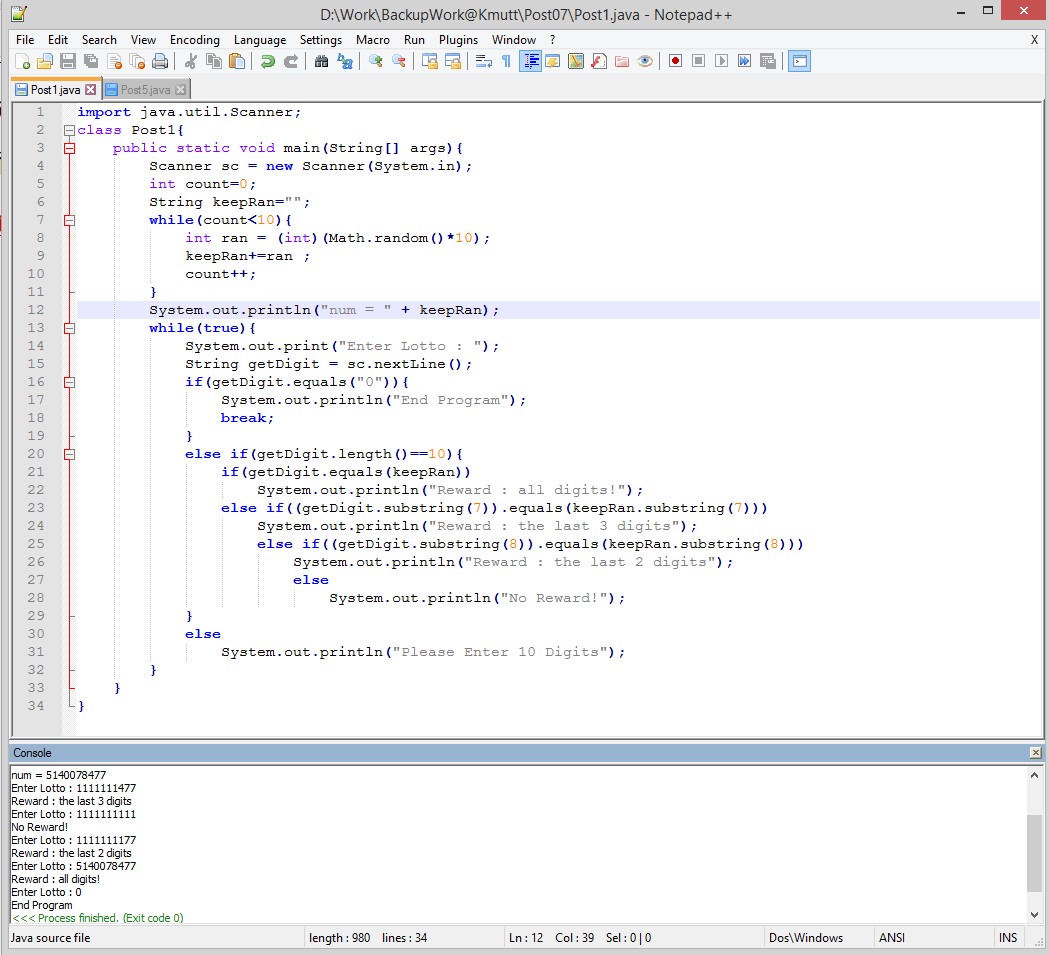 D:\Work\BackupWork@Kmutt\Post07\Post1.java - Notepad++
File Edit Search View Encoding Language Settings Macro Run Plugins Window ? X
Post1.java Post5.java
1 import java.util.Scanner;
2 class Post1{
3 public static void main(String[] args){
4 Scanner sc = new Scanner(System.in);
5 int count=0;
6 String keepRan="";
7 while(count<10){
8 int ran = (int)(Math.random()*10);
9 keepRan+=ran ;
10 count++;
11 }
12 System.out.println("num = " + keepRan);
13 while(true){
14 System.out.print("Enter Lotto : ");
15 String getDigit = sc.nextLine();
16 if(getDigit.equals("0")){
17 System.out.println("End Program");
18 break;
19 }
20 else if(getDigit.length()==10){
21 if(getDigit.equals(keepRan))
22 System.out.println("Reward : all digits!");
23 else if((getDigit.substring(7)).equals(keepRan.substring(7)))
24 System.out.println("Reward : the last 3 digits");
25 else if((getDigit.substring(8)).equals(keepRan.substring(8)))
26 System.out.println("Reward : the last 2 digits");
27 else
28 System.out.println("No Reward!");
29 }
30 else
31 System.out.println("Please Enter 10 Digits");
32 }
33 }
34 }
Console
num = 5140078477
Enter Lotto : 1111111477
Reward : the last 3 digits
Enter Lotto : 1111111111
No Reward!
Enter Lotto : 1111111177
Reward : the last 2 digits
Enter Lotto : 5140078477
Reward : all digits!
Enter Lotto : 0
End Program
<<< Process finished. (Exit code 0)
Java source file length : 980 lines : 34 Ln : 12 Col : 39 Sel : 0 | 0 Dos\Windows ANSI INS